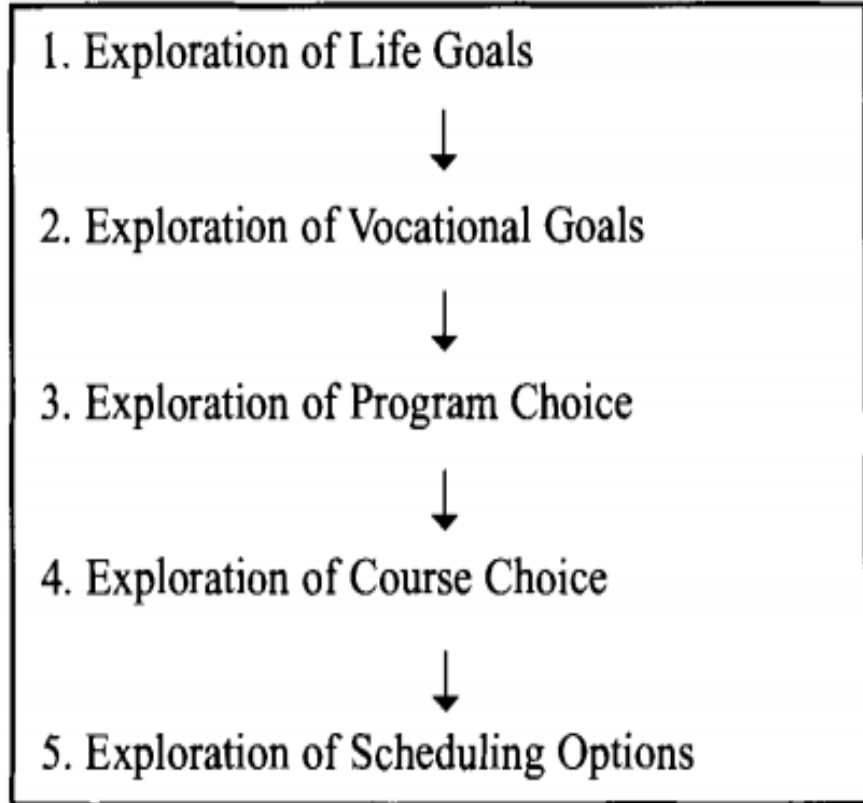 1. Exploration of Life Goals
2. Exploration of Vocational Goals
3. Exploration of Program Choice
4. Exploration of Course Choice
5. Exploration of Scheduling Options